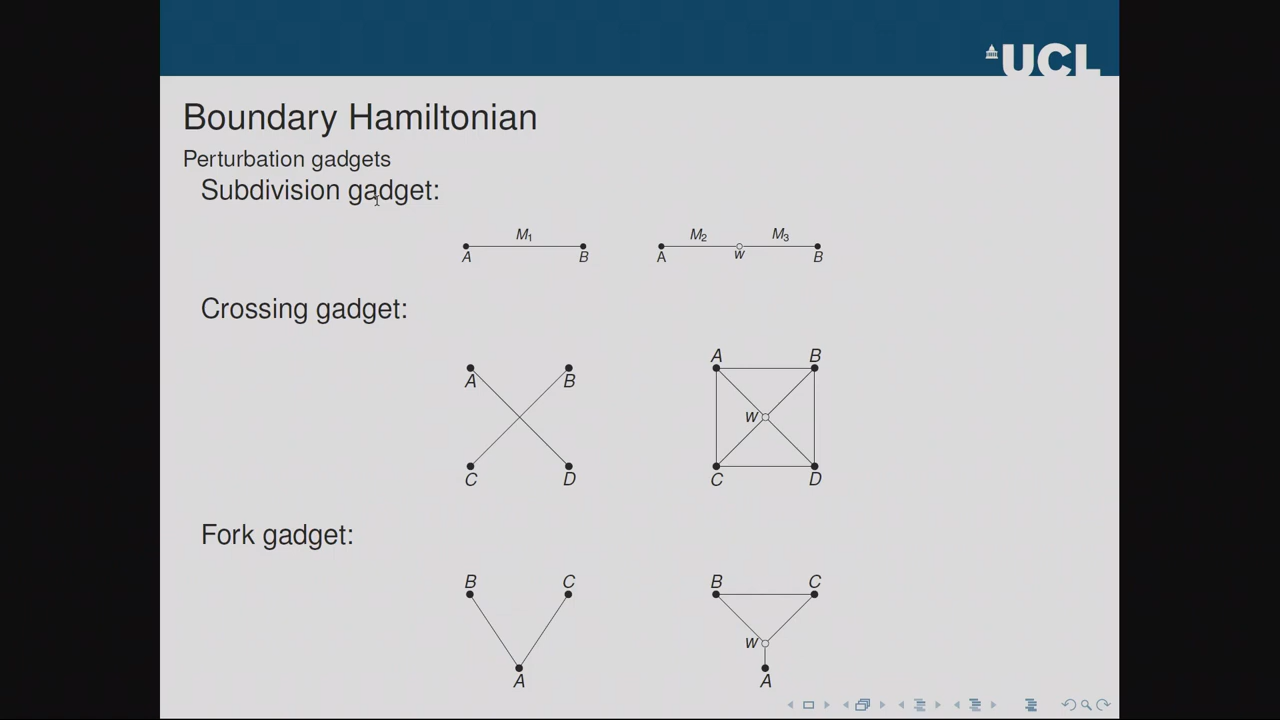 UCL
Boundary Hamiltonian
Perturbation gadgets
Subdivision gadget:
M1 M2 M3
A B A w B
Crossing gadget:
A B
A B
w
C D C D
Fork gadget:
B C B C
w
A A